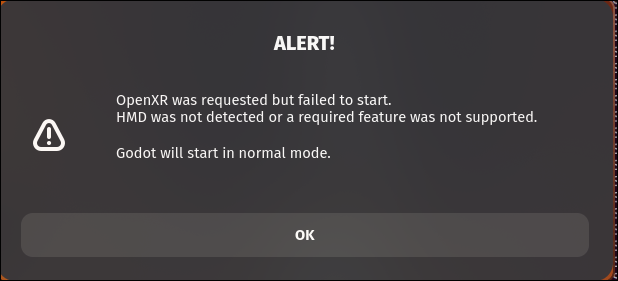 ALERT!
OpenXR was requested but failed to start.
HMD was not detected or a required feature was not supported.
Godot will start in normal mode.
OK